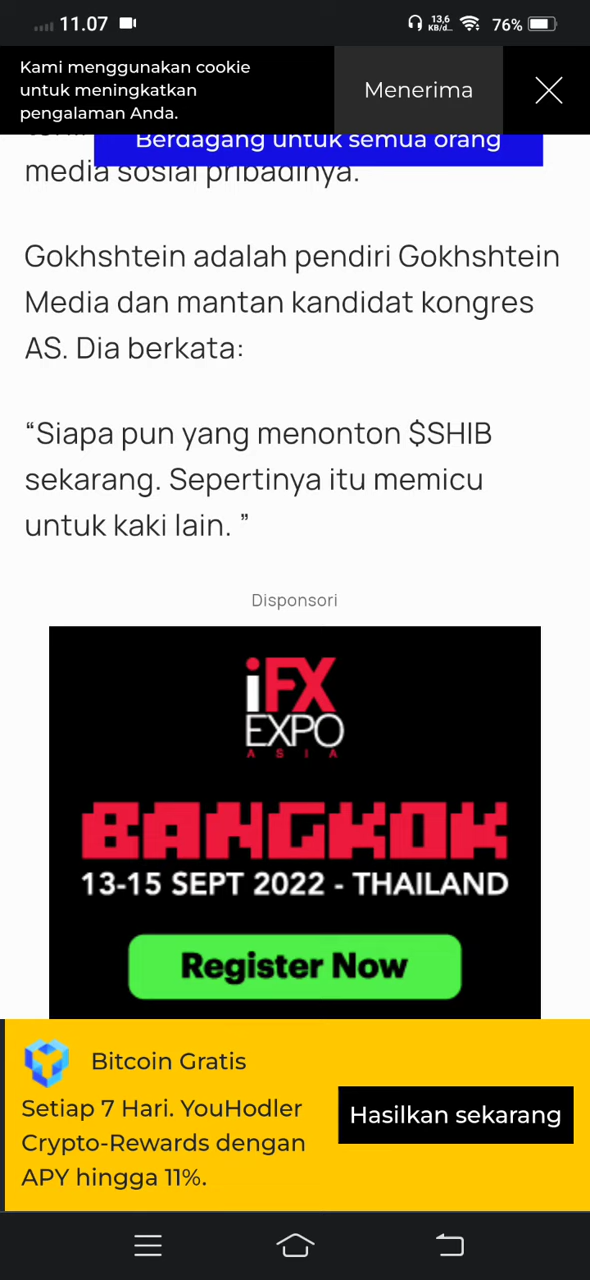 11.07
13,6
KB/d...
76%
Kami menggunakan cookie
untuk meningkatkan
pengalaman Anda.
Menerima
Berdagang untuk semua orang
media sosial pribadinya.
Gokhshtein adalah pendiri Gokhshtein
Media dan mantan kandidat kongres
AS. Dia berkata:
“Siapa pun yang menonton $SHIB
sekarang. Sepertinya itu memicu
untuk kaki lain. ”
Disponsori
iFX
EXPO
ASIA
BANGKOK
13-15 SEPT 2022 - THAILAND
Register Now
Bitcoin Gratis
Setiap 7 Hari. YouHodler
Crypto-Rewards dengan
APY hingga 11%.
Hasilkan sekarang